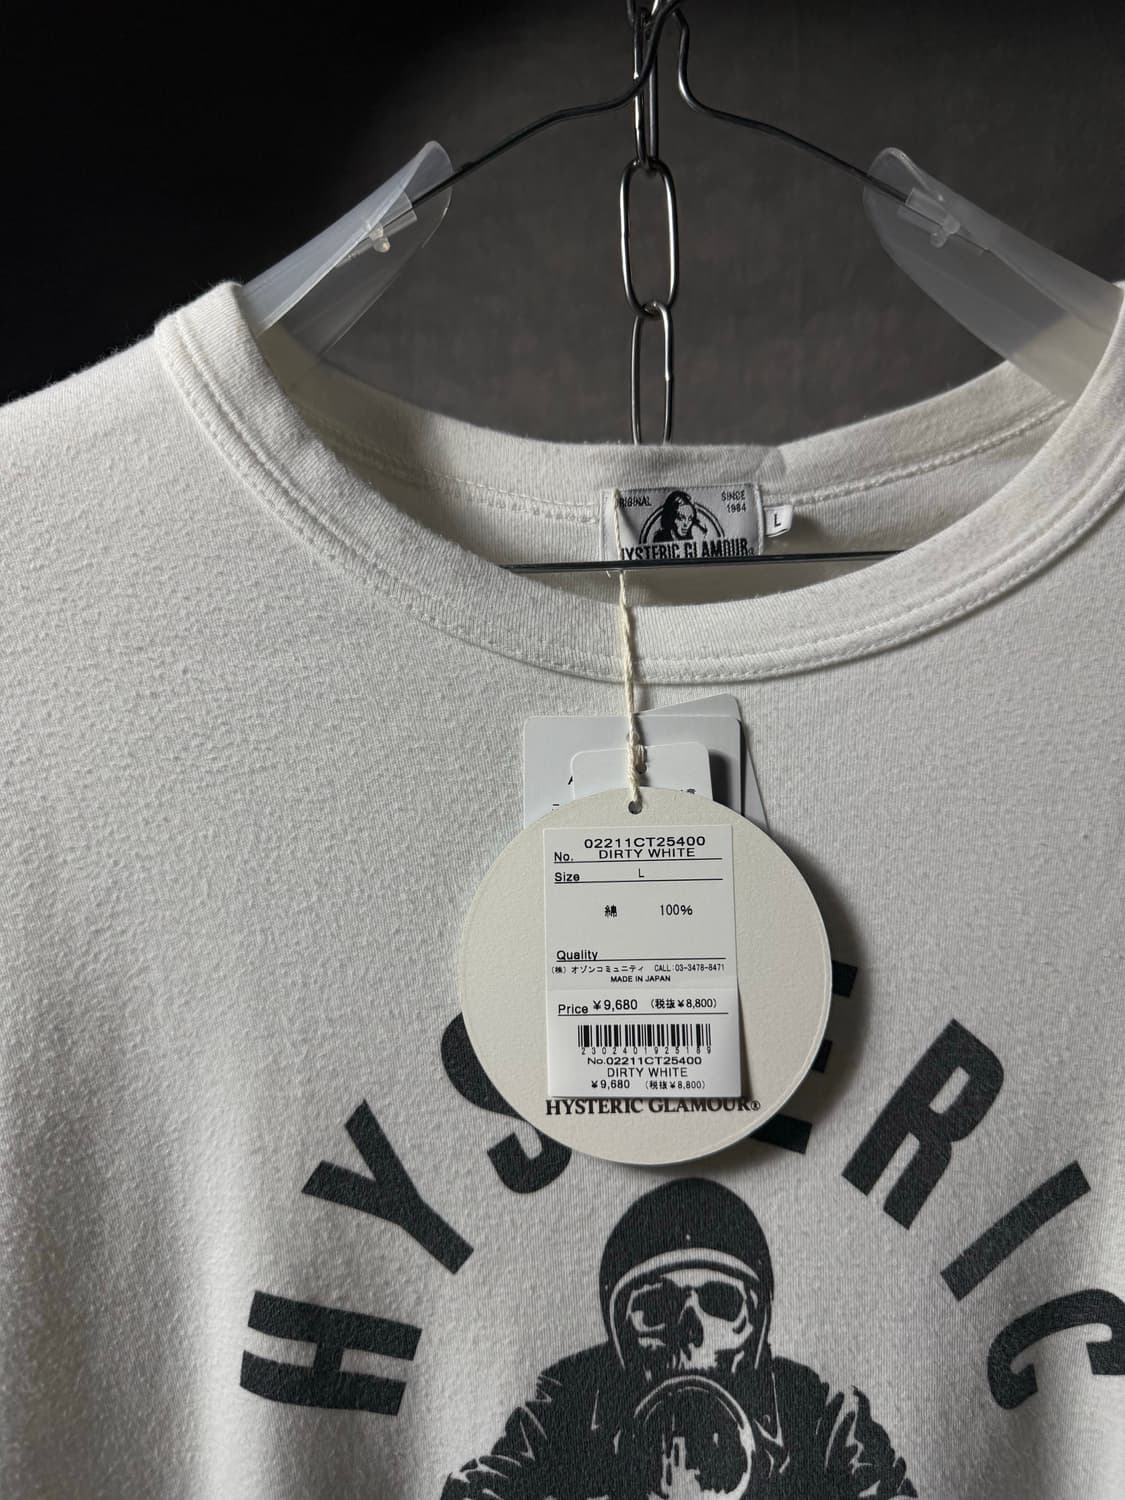 ORIGINAL
SINCE
1984
L
HYSTERIC GLAMOUR
02211CT25400
No. DIRTY WHITE
Size L
綿 100%
Quality
(株) オゾンコミュニティ CALL:03-3478-8471
MADE IN JAPAN
Price ¥9,680 (税抜¥8,800)
2302401925189
No.02211CT25400
DIRTY WHITE
¥9,680 (税抜¥8,800)
HYSTERIC GLAMOUR®
HYSTERIC